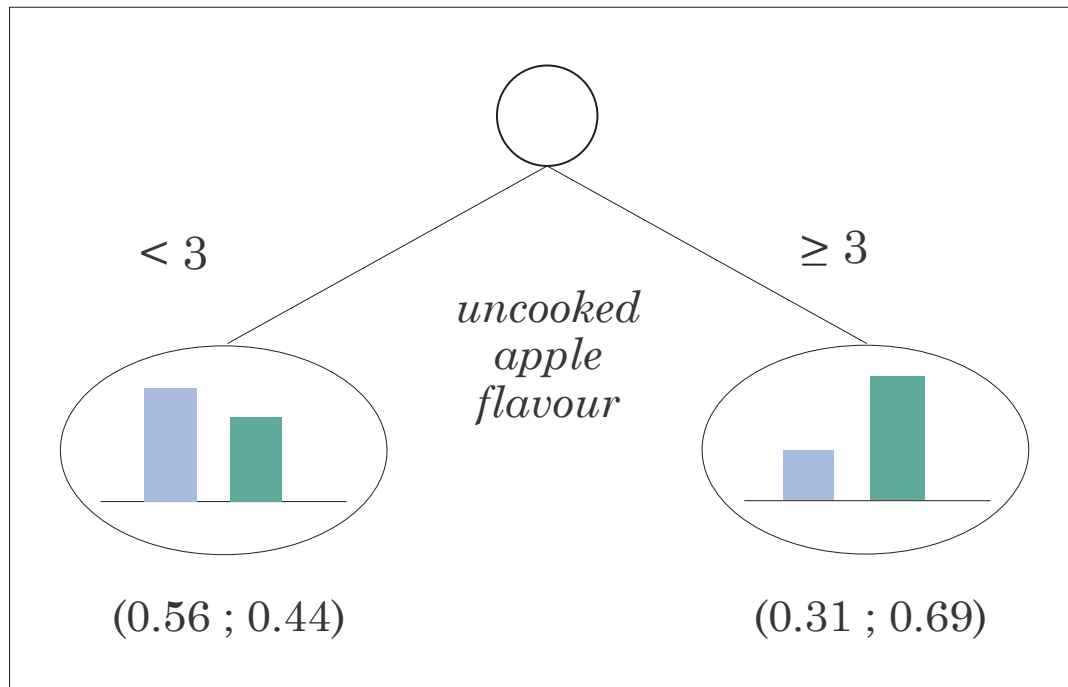 < 3
≥ 3
uncooked
apple
flavour
(0.56 ; 0.44)
(0.31 ; 0.69)